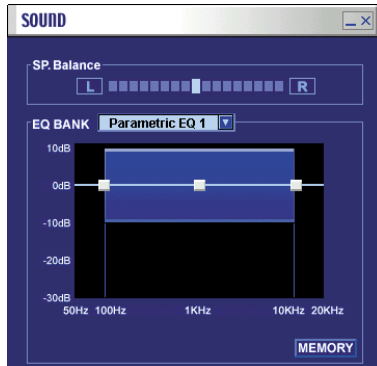 SOUND
SP. Balance
L R
EQ BANK Parametric EQ 1
10dB
0dB
-10dB
-20dB
-30dB
50Hz 100Hz 1KHz 10KHz 20KHz
MEMORY